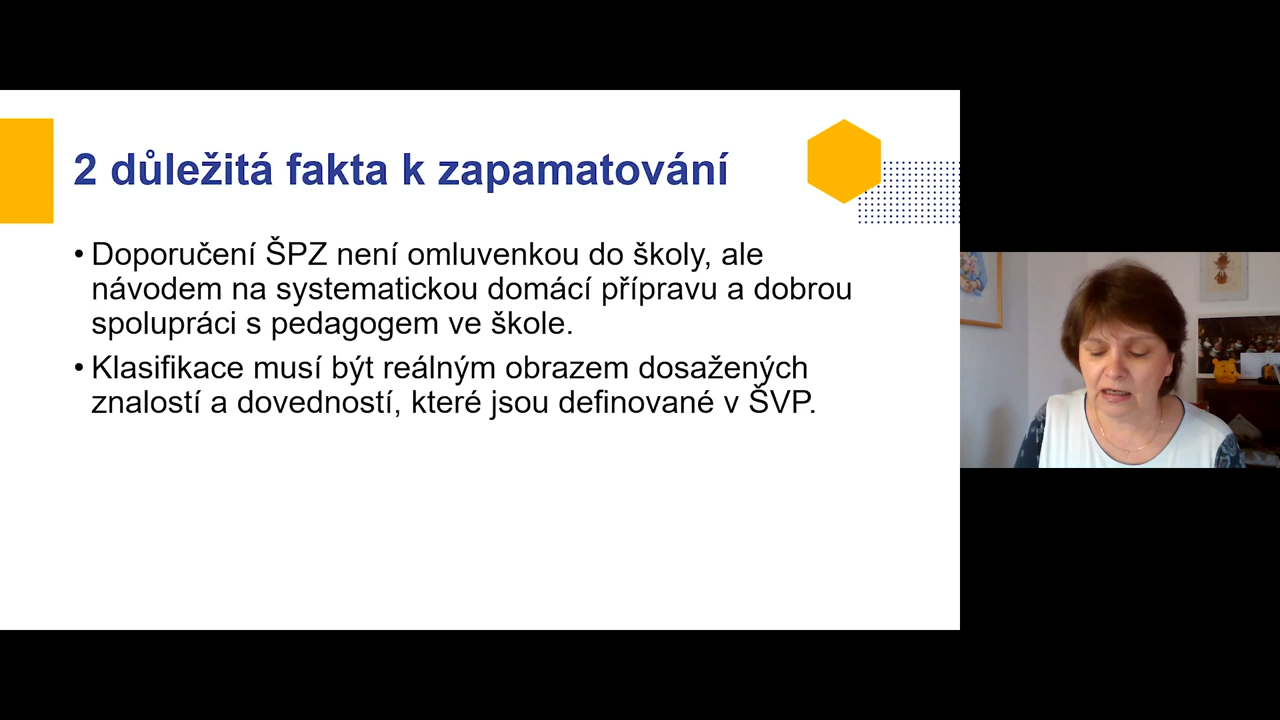 2 důležitá fakta k zapamatování
• Doporučení ŠPZ není omluvenkou do školy, ale
návodem na systematickou domácí přípravu a dobrou
spolupráci s pedagogem ve škole.
• Klasifikace musí být reálným obrazem dosažených
znalostí a dovedností, které jsou definované v ŠVP.